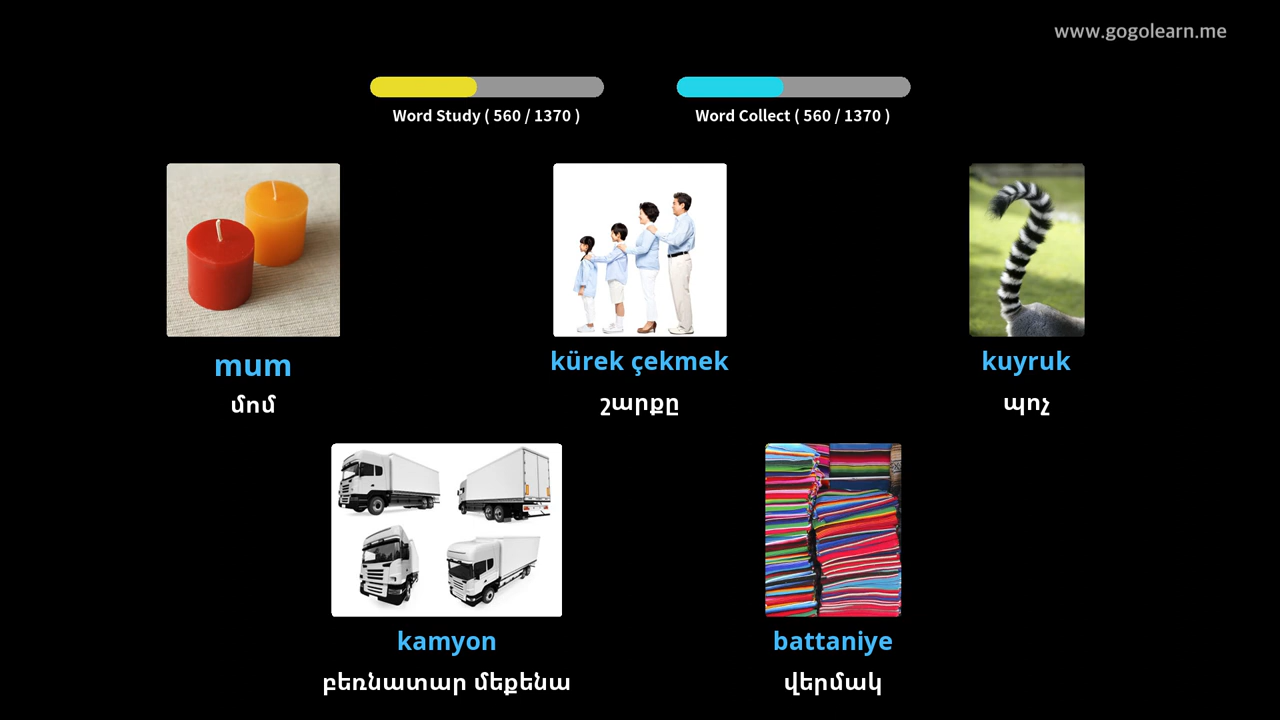 www.gogolearn.me
Word Study ( 560 / 1370 )
Word Collect ( 560 / 1370 )
mum
մոմ
kürek çekmek
շարքը
kuyruk
պոչ
kamyon
բեռնատար մեքենա
battaniye
վերմակ